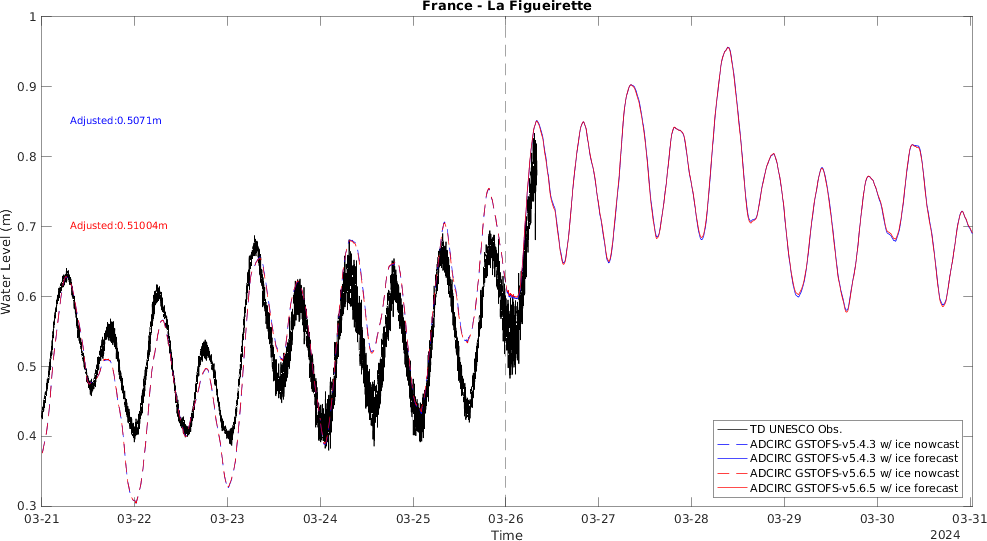 France - La Figueirette
1
0.9
0.8
0.7
0.6
0.5
0.4
0.3
Water Level (m)
Adjusted:0.5071m
Adjusted:0.51004m
TD UNESCO Obs.
ADCIRC GSTOFS-v5.4.3 w/ ice nowcast
ADCIRC GSTOFS-v5.4.3 w/ ice forecast
ADCIRC GSTOFS-v5.6.5 w/ ice nowcast
ADCIRC GSTOFS-v5.6.5 w/ ice forecast
03-21 03-22 03-23 03-24 03-25 03-26 03-27 03-28 03-29 03-30 03-31
Time
2024